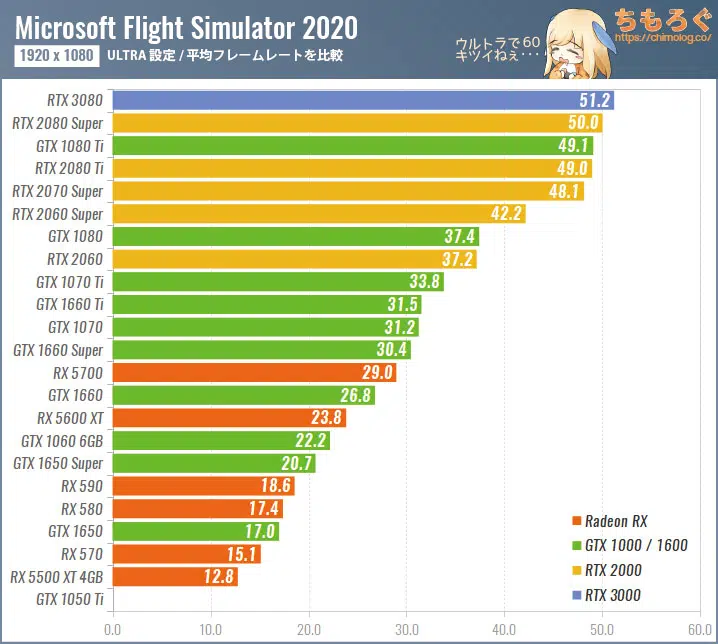 Microsoft Flight Simulator 2020
1920 x 1080 ULTRA 設定 / 平均フレームレートを比較
ウルトラで 60
キツイねぇ･･･
ちもろぐ
https://chimolog.co/
RTX 3080 51.2
RTX 2080 Super 50.0
GTX 1080 Ti 49.1
RTX 2080 Ti 49.0
RTX 2070 Super 48.1
RTX 2060 Super 42.2
GTX 1080 37.4
RTX 2060 37.2
GTX 1070 Ti 33.8
GTX 1660 Ti 31.5
GTX 1070 31.2
GTX 1660 Super 30.4
RX 5700 29.0
GTX 1660 26.8
RX 5600 XT 23.8
GTX 1060 6GB 22.2
GTX 1650 Super 20.7
RX 590 18.6
RX 580 17.4
GTX 1650 17.0
RX 570 15.1
RX 5500 XT 4GB 12.8
GTX 1050 Ti
Radeon RX
GTX 1000 / 1600
RTX 2000
RTX 3000
0.0 10.0 20.0 30.0 40.0 50.0 60.0